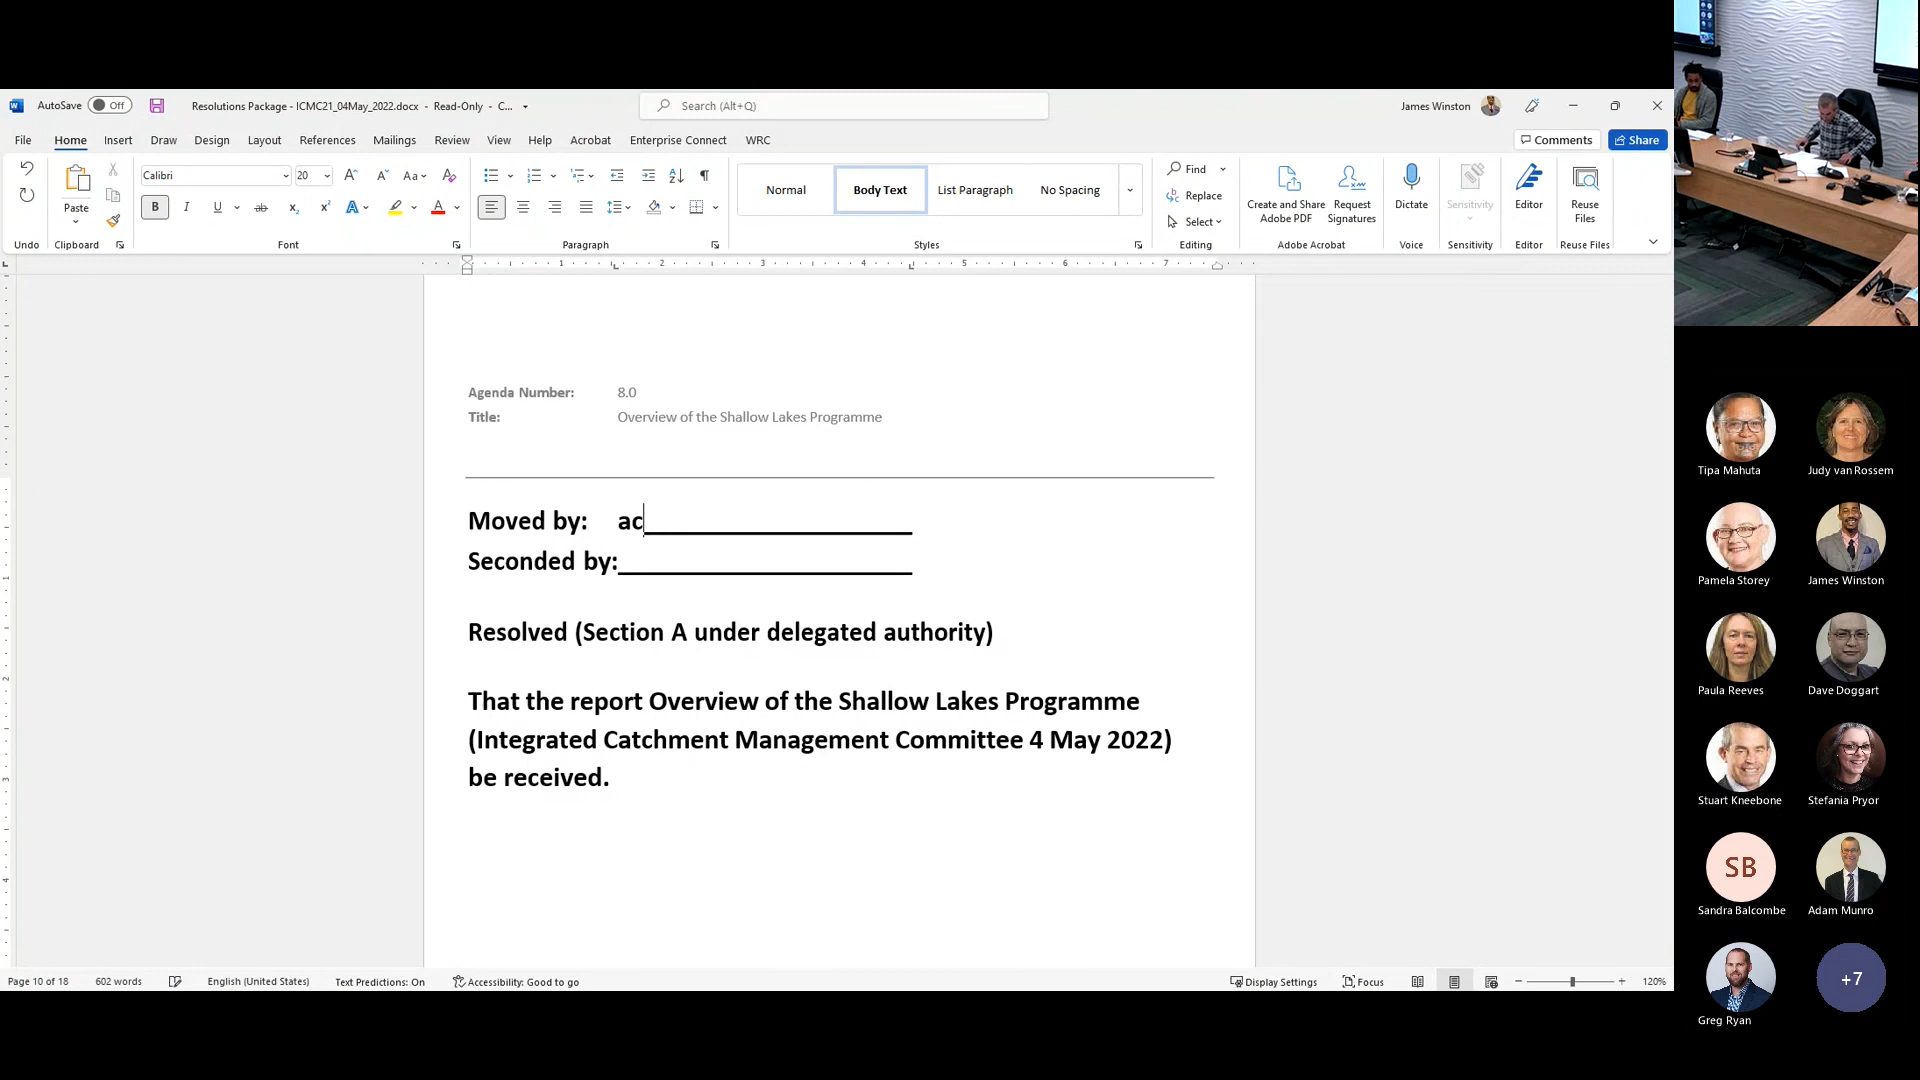 AutoSave Off Resolutions Package - ICMC21_04May_2022.docx - Read-Only - C... Search (Alt+Q) James Winston
File Home Insert Draw Design Layout References Mailings Review View Help Acrobat Enterprise Connect WRC Comments Share
Calibri 20
Paste
Normal Body Text List Paragraph No Spacing
Find
Replace
Select
Create and Share Adobe PDF
Request Signatures
Dictate
Sensitivity
Editor
Reuse Files
Undo Clipboard Font Paragraph Styles Editing Adobe Acrobat Voice Sensitivity Editor Reuse Files
1 2 3 4 5 6 7
Agenda Number: 8.0
Title: Overview of the Shallow Lakes Programme
Moved by: ac
Seconded by:
Resolved (Section A under delegated authority)
That the report Overview of the Shallow Lakes Programme
(Integrated Catchment Management Committee 4 May 2022)
be received.
Page 10 of 18 602 words English (United States) Text Predictions: On Accessibility: Good to go Display Settings Focus 120%
Tipa Mahuta Judy van Rossem
Pamela Storey James Winston
Paula Reeves Dave Doggart
Stuart Kneebone Stefania Pryor
SB
Sandra Balcombe Adam Munro
+7
Greg Ryan